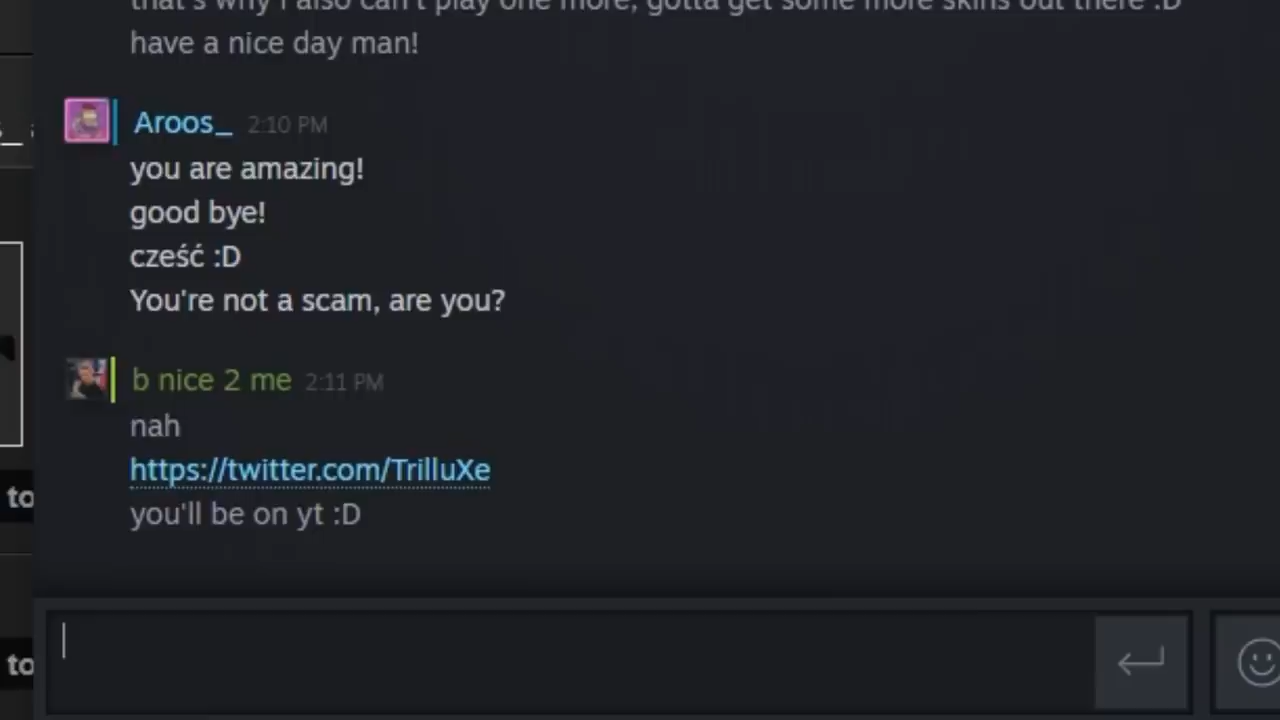 that's why i also can't play one more, gotta get some more skins out there :D
have a nice day man!
Aroos_ 2:10 PM
you are amazing!
good bye!
cześć :D
You're not a scam, are you?
b nice 2 me 2:11 PM
nah
https://twitter.com/TrilluXe
you'll be on yt :D
to
to